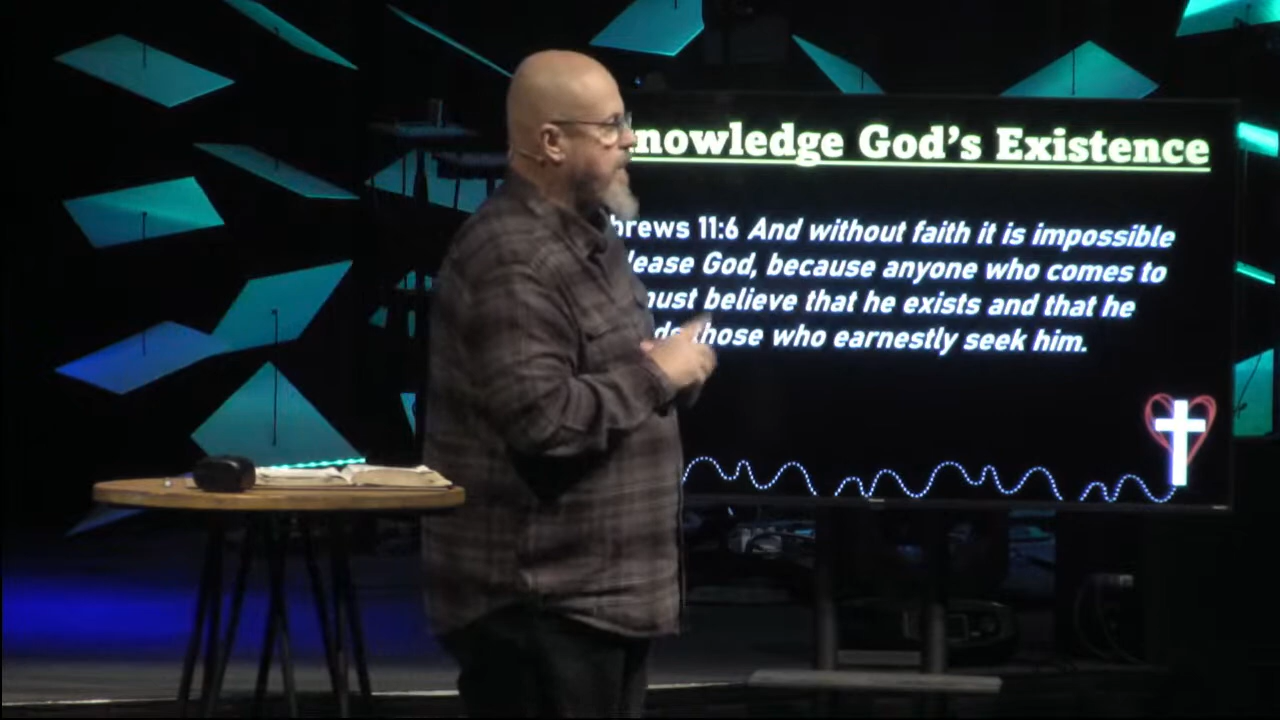 nowledge God's Existence
brews 11:6 And without faith it is impossible
lease God, because anyone who comes to
must believe that he exists and that he
those who earnestly seek him.